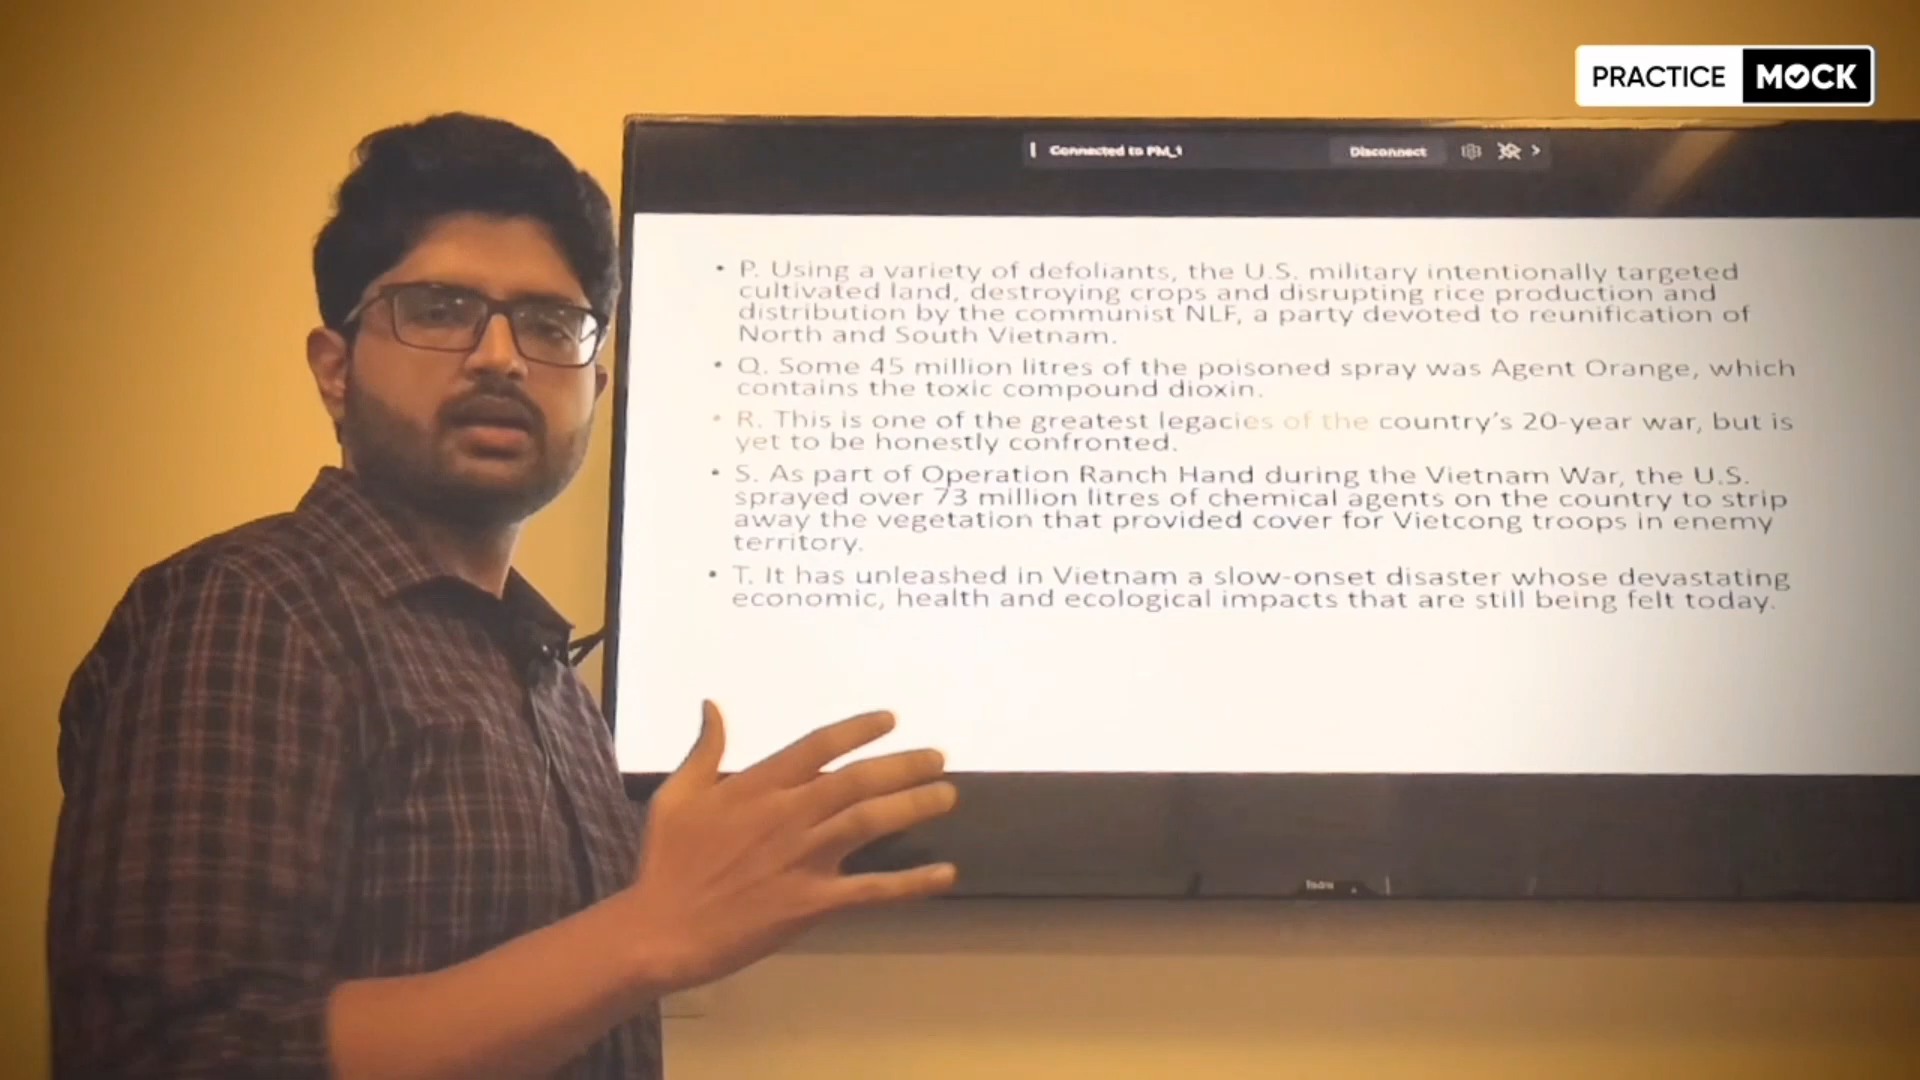 PRACTICE MOCK
Connected to PM_1 Disconnect
• P. Using a variety of defoliants, the U.S. military intentionally targeted
cultivated land, destroying crops and disrupting rice production and
distribution by the communist NLF, a party devoted to reunification of
North and South Vietnam.
• Q. Some 45 million litres of the poisoned spray was Agent Orange, which
contains the toxic compound dioxin.
• R. This is one of the greatest legacies of the country's 20-year war, but is
yet to be honestly confronted.
• S. As part of Operation Ranch Hand during the Vietnam War, the U.S.
sprayed over 73 million litres of chemical agents on the country to strip
away the vegetation that provided cover for Vietcong troops in enemy
territory.
• T. It has unleashed in Vietnam a slow-onset disaster whose devastating
economic, health and ecological impacts that are still being felt today.